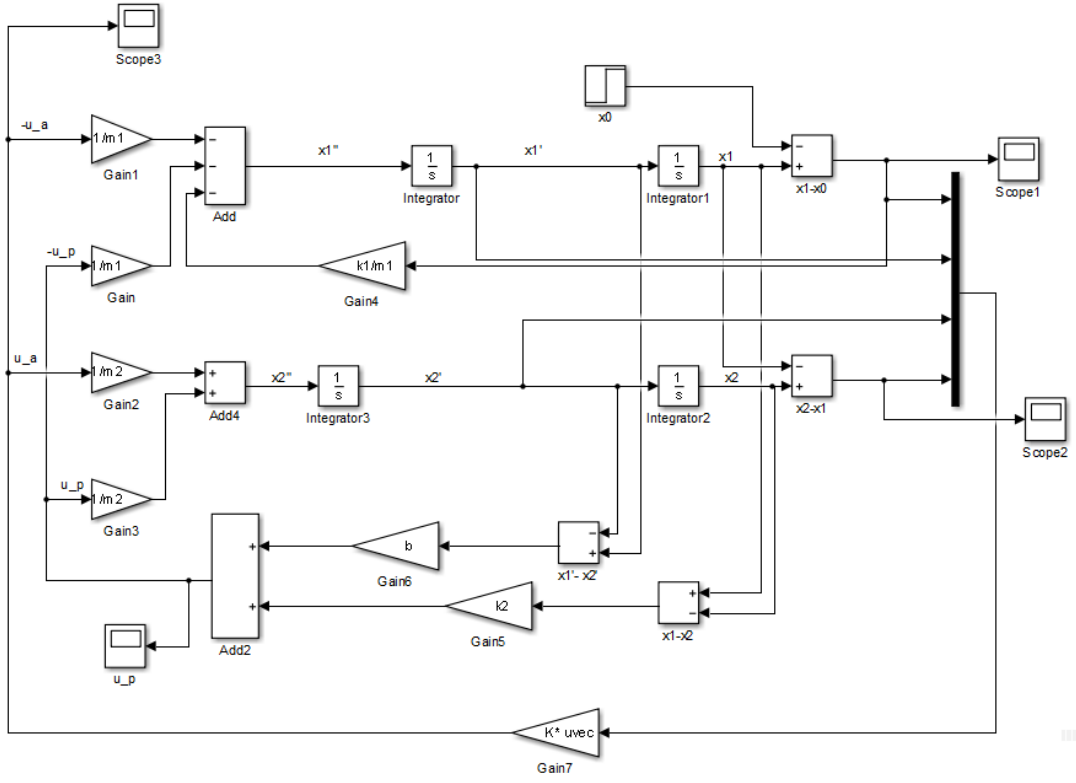 Scope3
x0
-u_a
1/m1
Gain1
−
−
−
Add
x1''
1
s
Integrator
x1'
1
s
Integrator1
x1
−
+
x1-x0
Scope1
-u_p
1/m1
Gain
k1/m1
Gain4
u_a
1/m2
Gain2
+
+
Add4
x2''
1
s
Integrator3
x2'
1
s
Integrator2
x2
−
+
x2-x1
Scope2
u_p
1/m2
Gain3
+
+
Add2
b
Gain6
−
+
x1'- x2'
k2
Gain5
+
−
x1-x2
u_p
K* uvec
Gain7